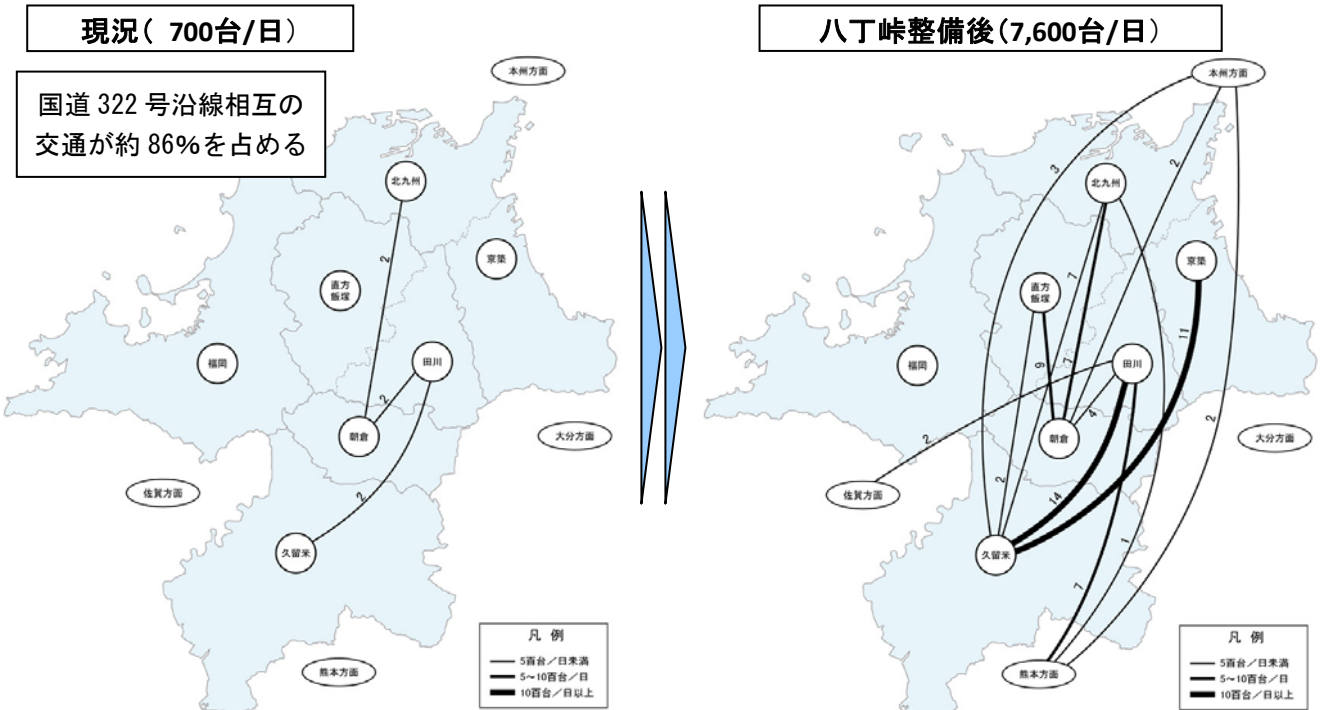 現況( 700台/日)
国道 322 号沿線相互の
交通が約 86%を占める
本州方面
北九州
2
京築
直方
飯塚
福岡
田川
2
朝倉
大分方面
佐賀方面
2
久留米
熊本方面
凡 例
5百台/日未満
5~10百台/日
10百台/日以上
八丁峠整備後(7,600台/日)
本州方面
3
2
北九州
京築
7
直方
飯塚
11
福岡
9
7
田川
4
2
朝倉
2
大分方面
佐賀方面
2
14
久留米
1
7
熊本方面
凡 例
5百台/日未満
5~10百台/日
10百台/日以上